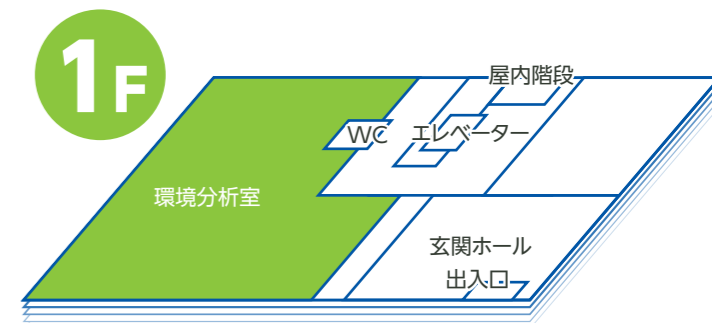 1F
屋内階段
WC
エレベーター
環境分析室
玄関ホール
出入口